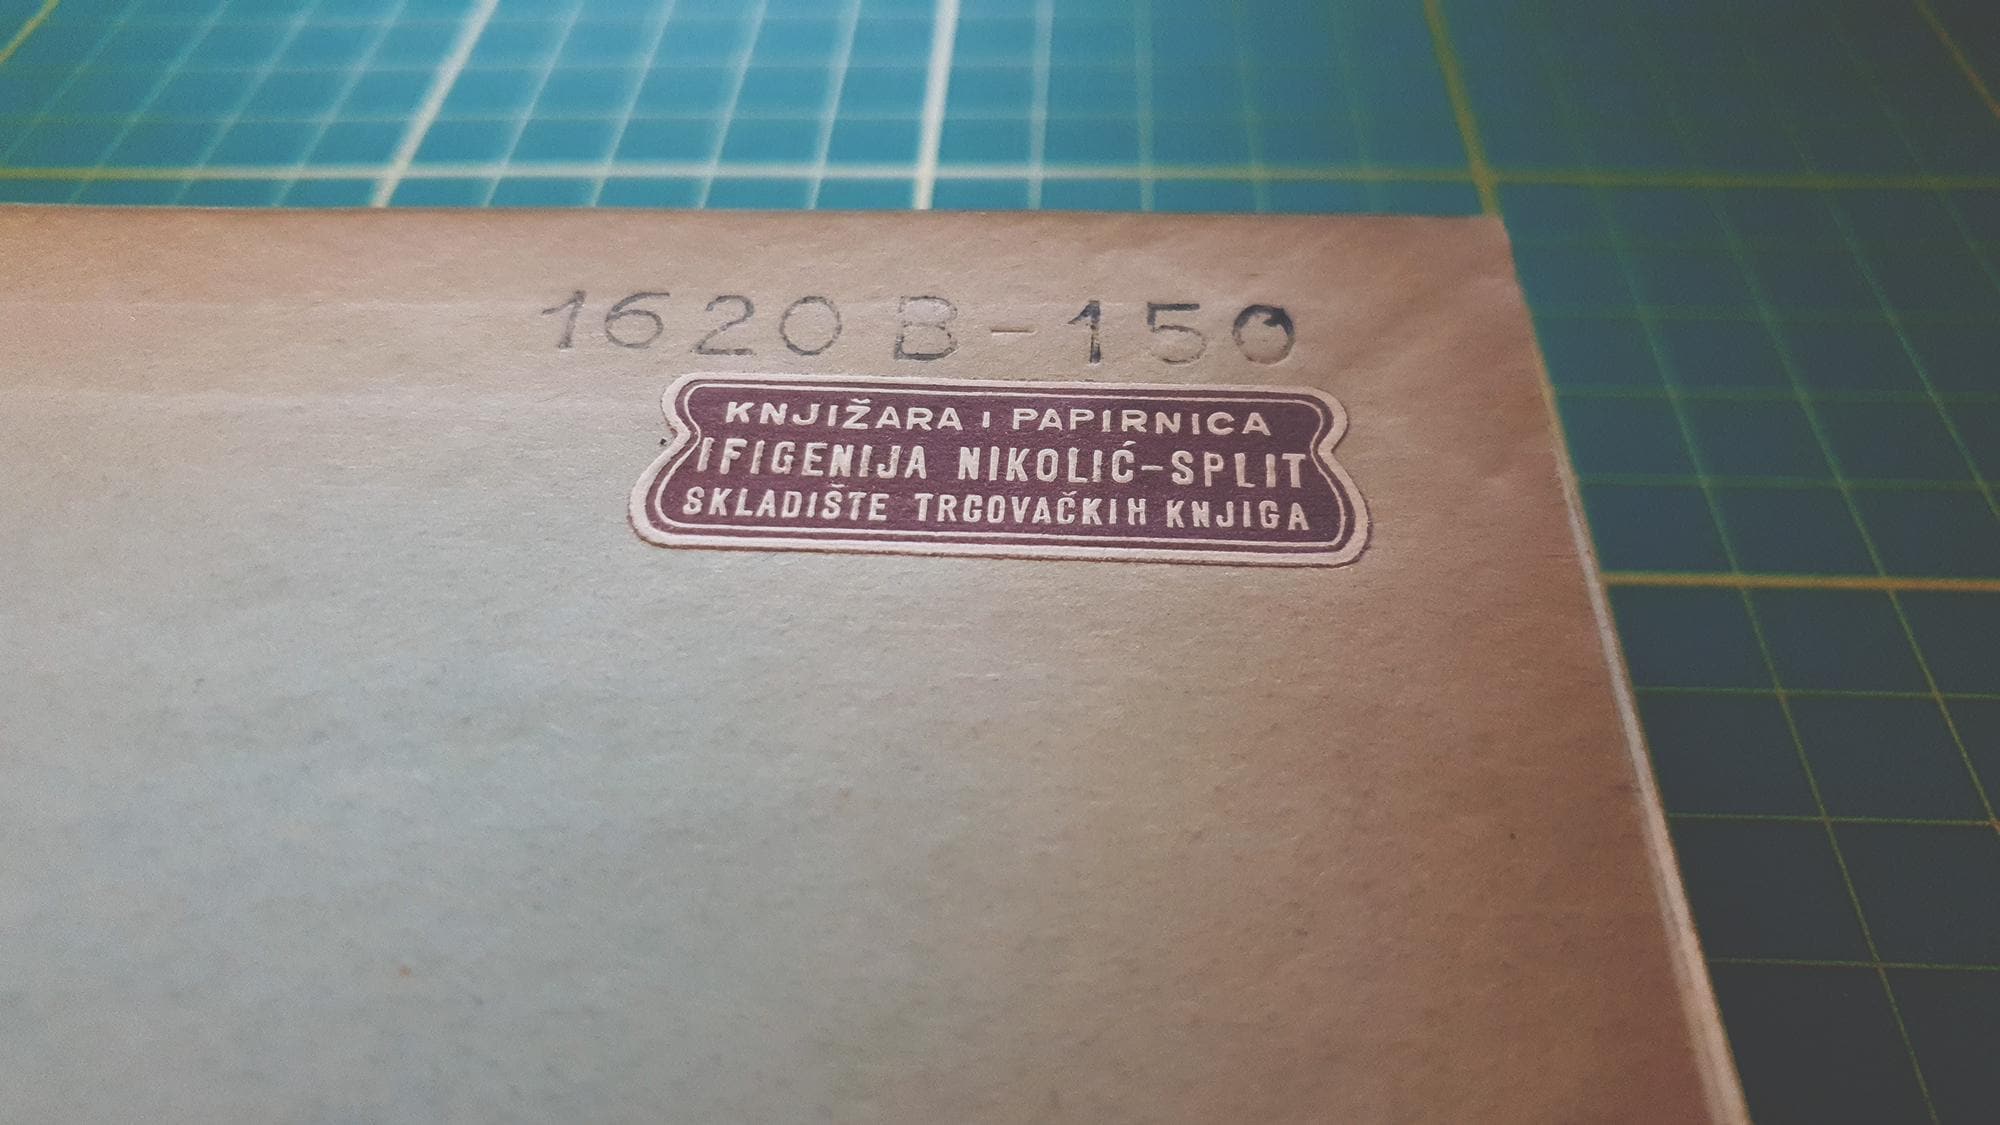 1620 B-150
KNJIŽARA I PAPIRNICA
IFIGENIJA NIKOLIĆ-SPLIT
SKLADIŠTE TRGOVAČKIH KNJIGA